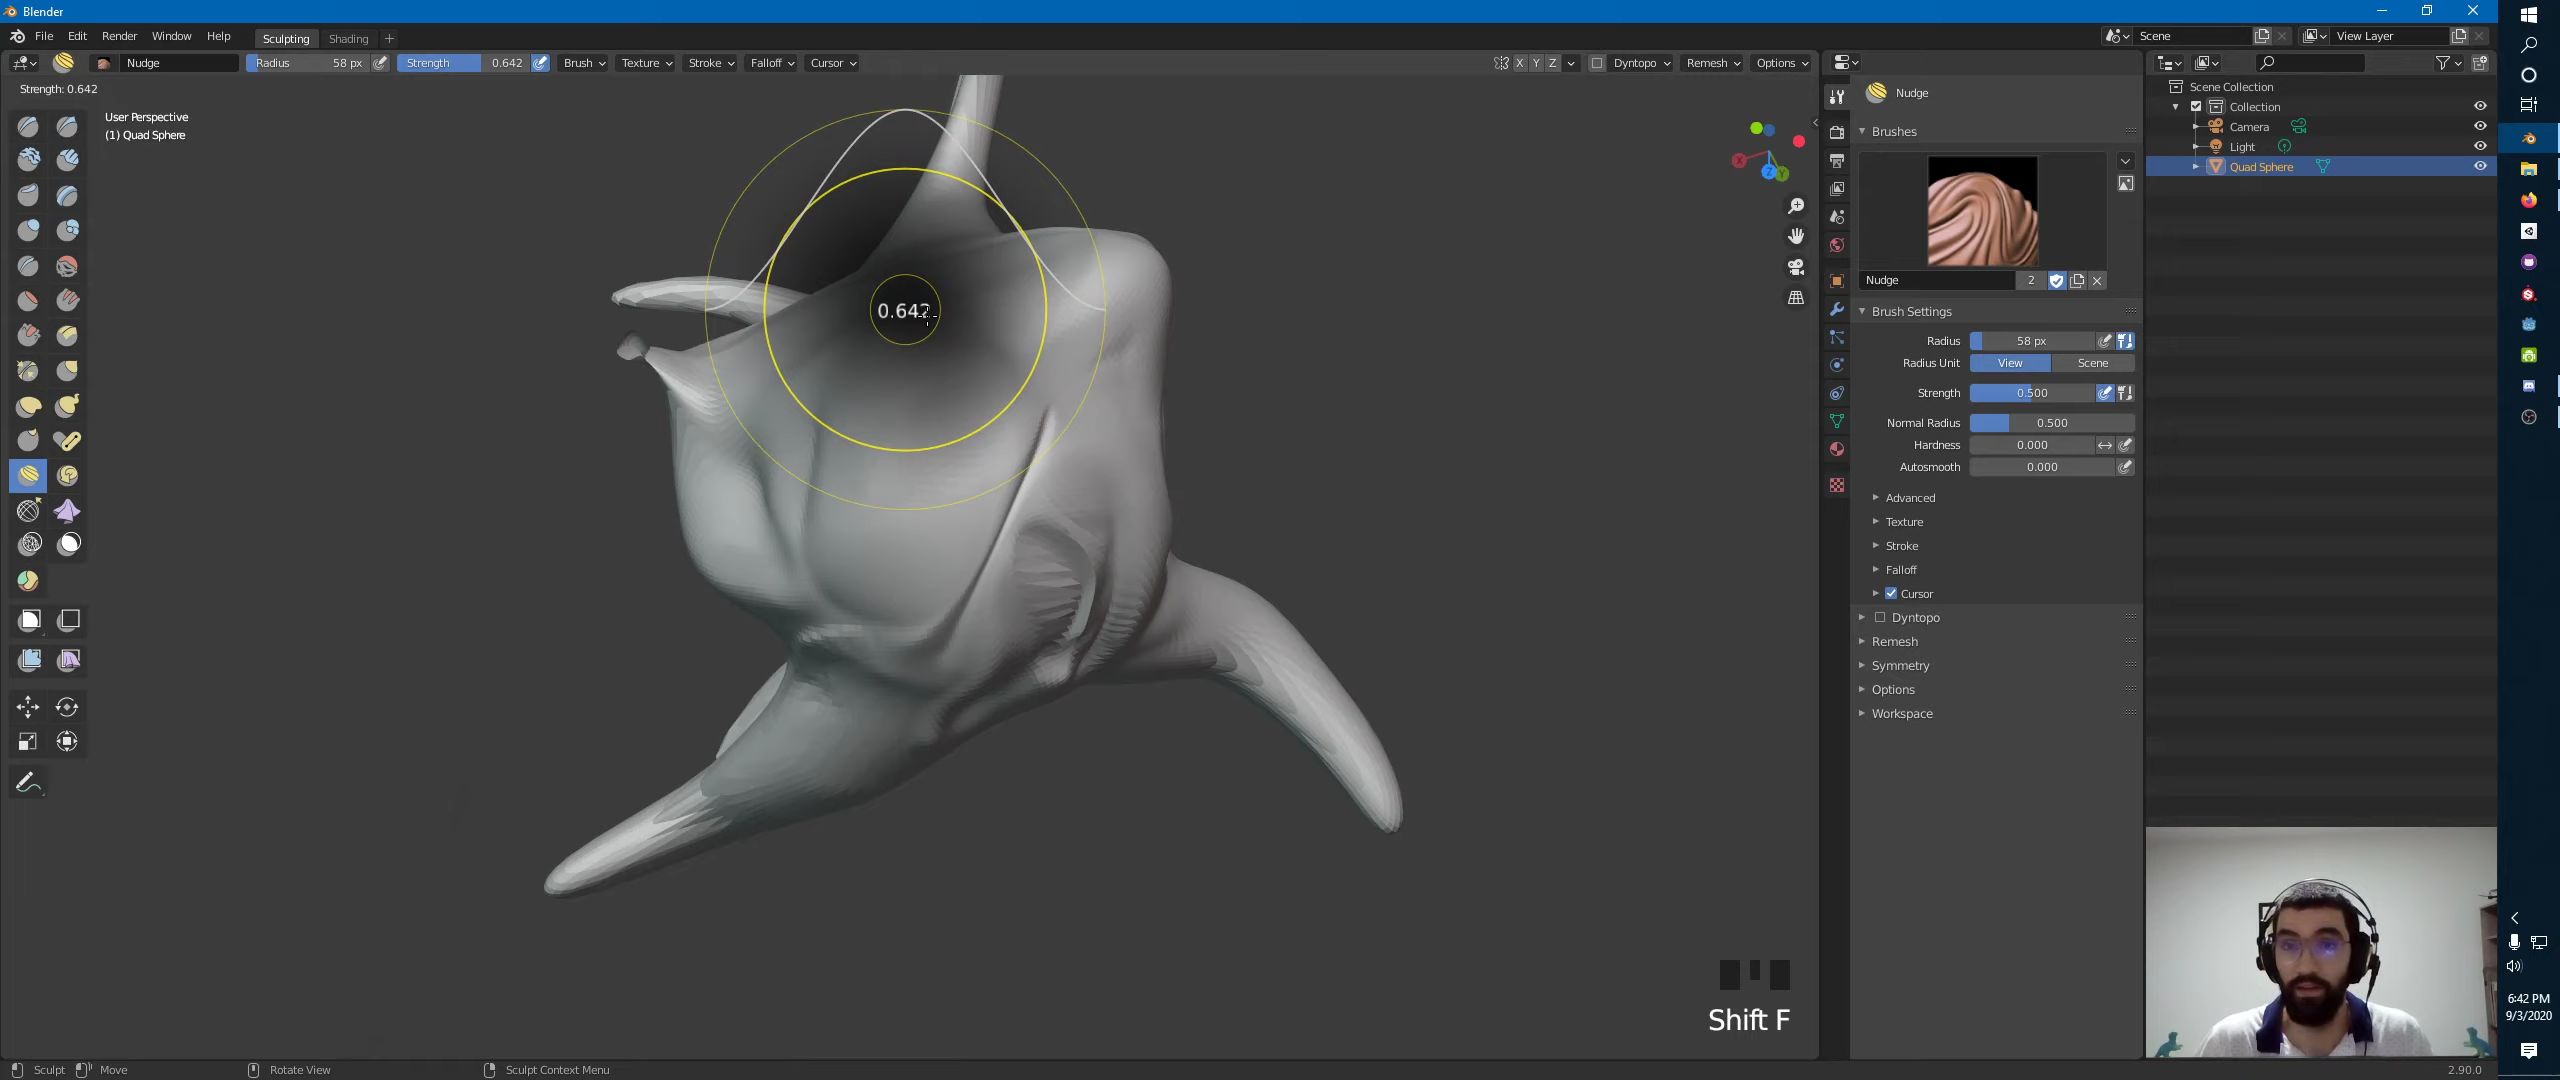 Blender
File Edit Render Window Help Sculpting Shading + Scene View Layer
Nudge Radius 58 px Strength 0.642 Brush Texture Stroke Falloff Cursor X Y Z Dyntopo Remesh Options
Strength: 0.642
User Perspective
(1) Quad Sphere
0.642
Shift F
Nudge
Brushes
Nudge 2
Brush Settings
Radius 58 px
Radius Unit View Scene
Strength 0.500
Normal Radius 0.500
Hardness 0.000
Autosmooth 0.000
Advanced
Texture
Stroke
Falloff
Cursor
Dyntopo
Remesh
Symmetry
Options
Workspace
Scene Collection
Collection
Camera
Light
Quad Sphere
6:42 PM
9/3/2020
Sculpt Move Rotate View Sculpt Context Menu 2.90.0